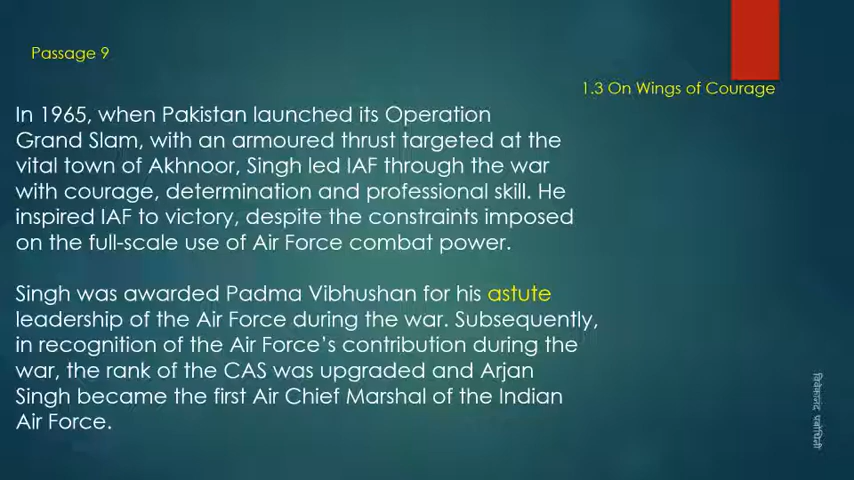 Passage 9
1.3 On Wings of Courage
In 1965, when Pakistan launched its Operation
Grand Slam, with an armoured thrust targeted at the
vital town of Akhnoor, Singh led IAF through the war
with courage, determination and professional skill. He
inspired IAF to victory, despite the constraints imposed
on the full-scale use of Air Force combat power.
Singh was awarded Padma Vibhushan for his astute
leadership of the Air Force during the war. Subsequently,
in recognition of the Air Force's contribution during the
war, the rank of the CAS was upgraded and Arjan
Singh became the first Air Chief Marshal of the Indian
Air Force.